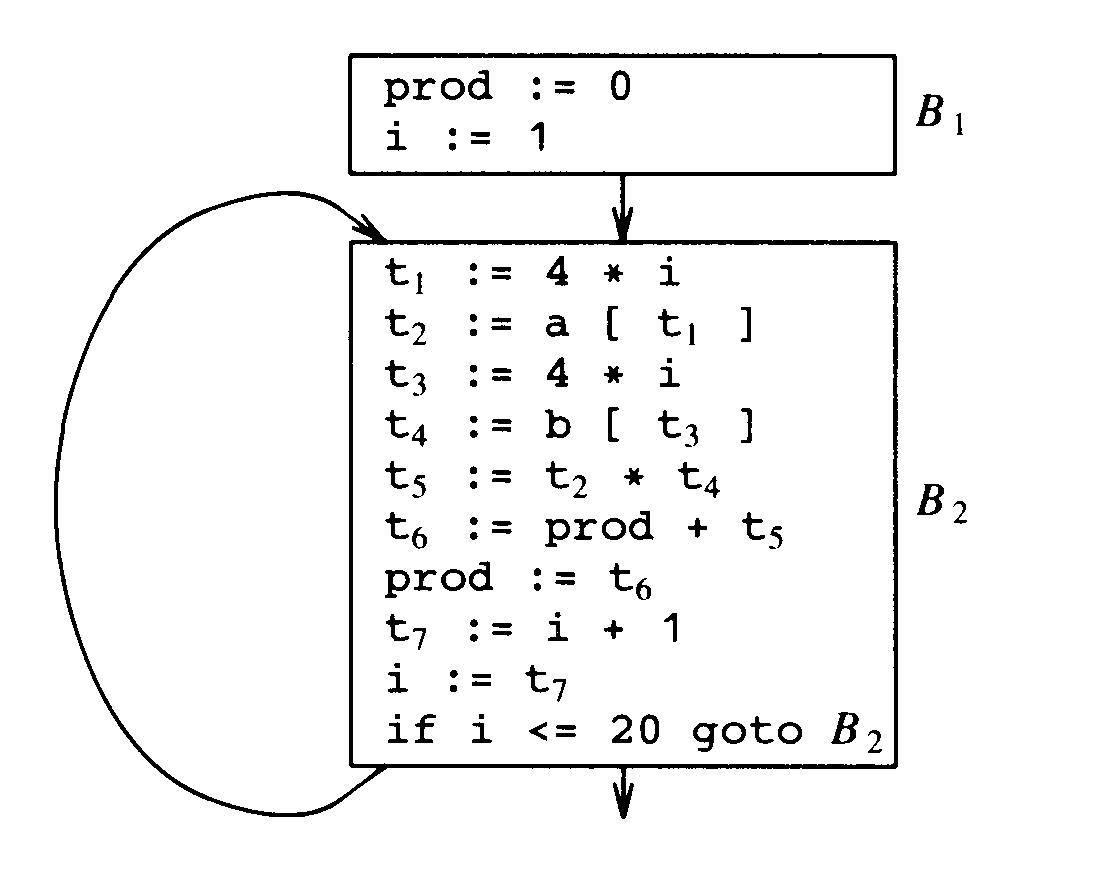 prod := 0
i := 1
B₁
t₁ := 4 * i
t₂ := a [ t₁ ]
t₃ := 4 * i
t₄ := b [ t₃ ]
t₅ := t₂ * t₄
t₆ := prod + t₅
prod := t₆
t₇ := i + 1
i := t₇
if i <= 20 goto B₂
B₂